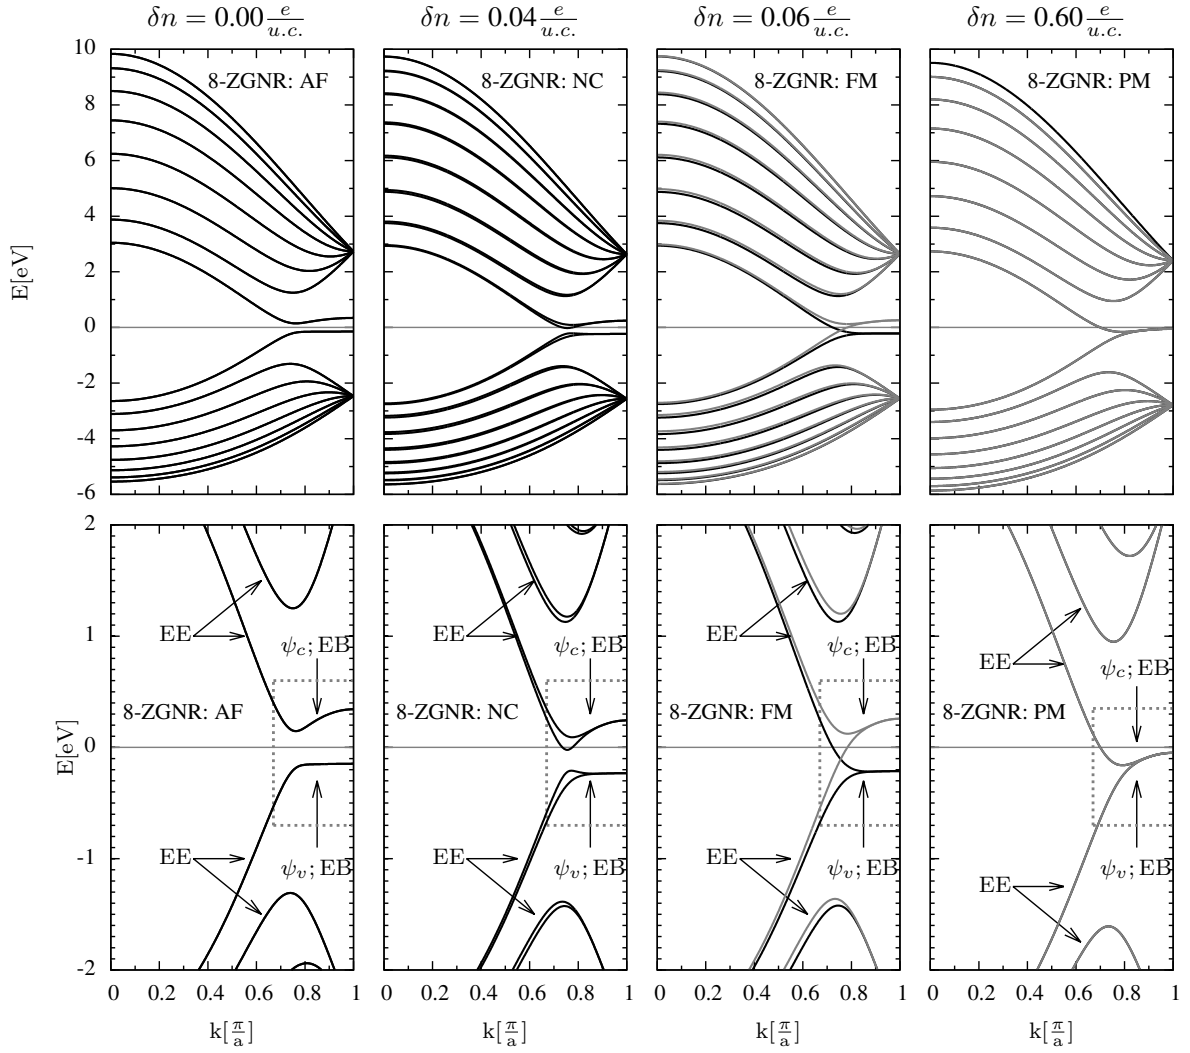 δn = 0.00 e/u.c. δn = 0.04 e/u.c. δn = 0.06 e/u.c. δn = 0.60 e/u.c.
8-ZGNR: AF 8-ZGNR: NC 8-ZGNR: FM 8-ZGNR: PM
10
8
6
4
2
0
-2
-4
-6
E[eV]
2
1
0
-1
-2
E[eV]
EE EE EE EE
ψc; EB ψc; EB ψc; EB ψc; EB
8-ZGNR: AF 8-ZGNR: NC 8-ZGNR: FM 8-ZGNR: PM
EE EE EE EE
ψv; EB ψv; EB ψv; EB ψv; EB
0 0.2 0.4 0.6 0.8 0 0.2 0.4 0.6 0.8 0 0.2 0.4 0.6 0.8 0 0.2 0.4 0.6 0.8 1
k[π/a] k[π/a] k[π/a] k[π/a]